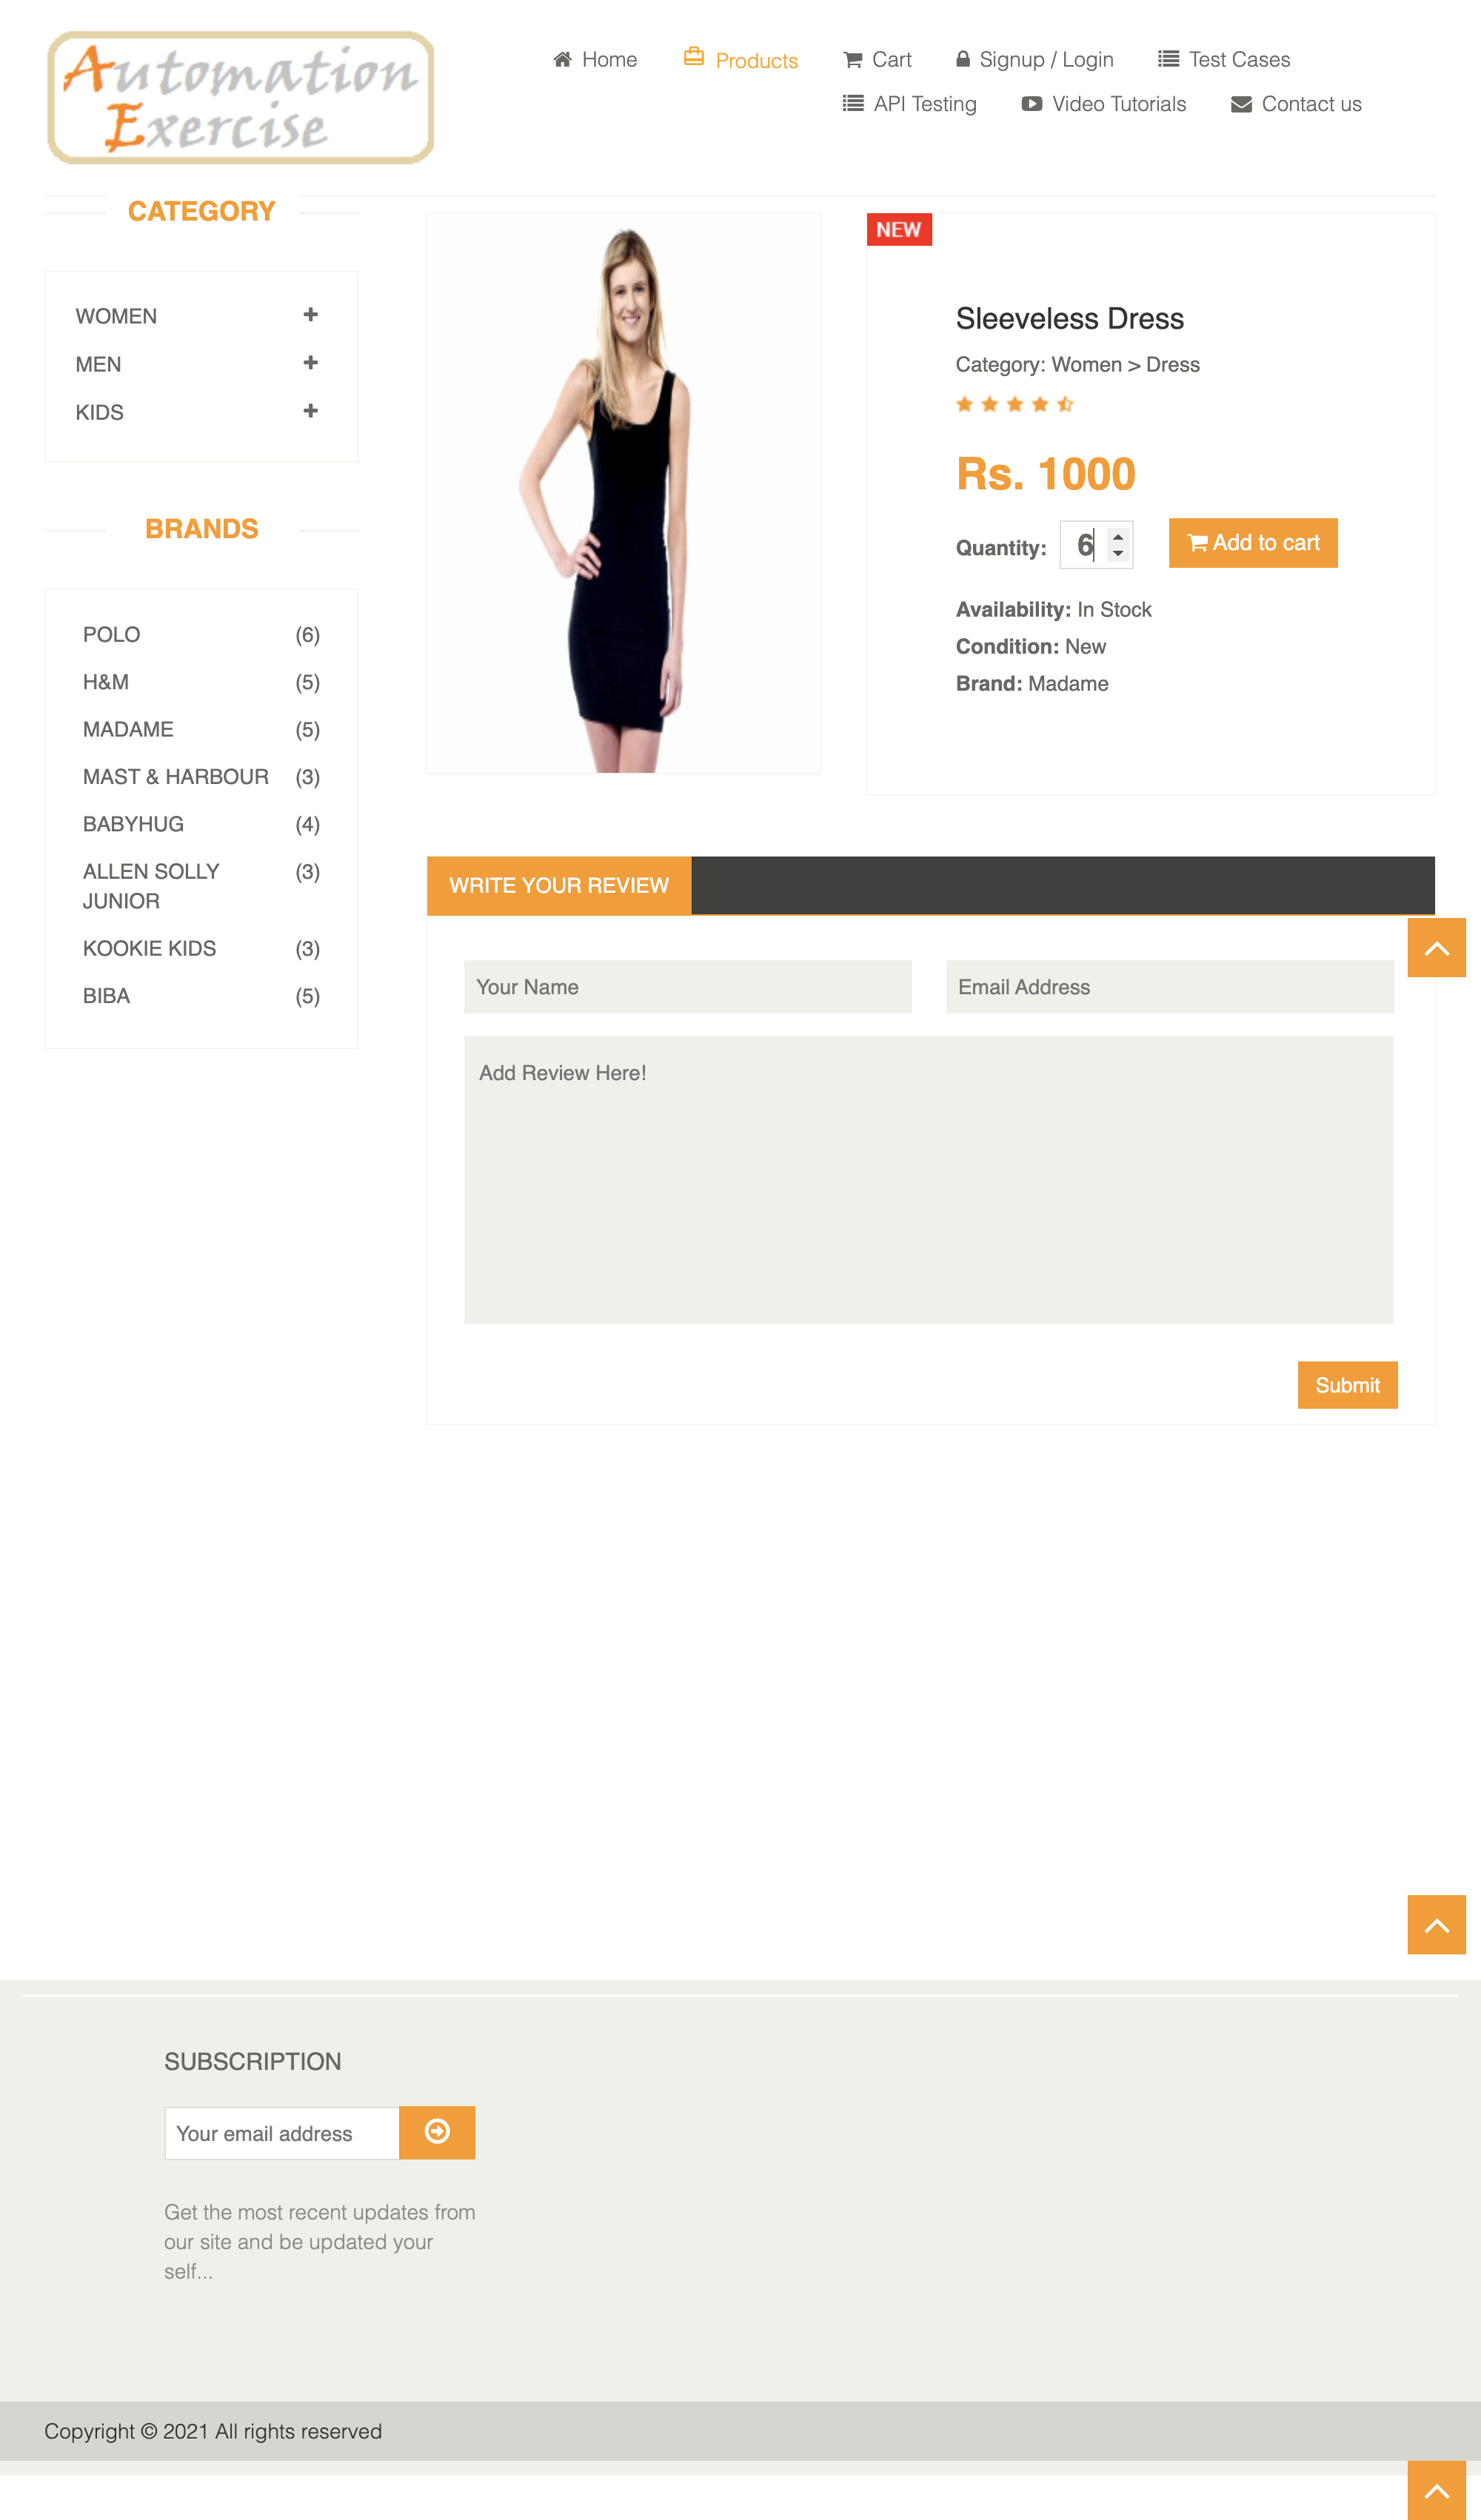 Automation
Exercise
Home
Products
Cart
Signup / Login
Test Cases
API Testing
Video Tutorials
Contact us
CATEGORY
WOMEN
MEN
KIDS
BRANDS
POLO (6)
H&M (5)
MADAME (5)
MAST & HARBOUR (3)
BABYHUG (4)
ALLEN SOLLY (3)
JUNIOR
KOOKIE KIDS (3)
BIBA (5)
NEW
Sleeveless Dress
Category: Women > Dress
Rs. 1000
Quantity: 6 Add to cart
Availability: In Stock
Condition: New
Brand: Madame
WRITE YOUR REVIEW
Your Name
Email Address
Add Review Here!
Submit
SUBSCRIPTION
Your email address
Get the most recent updates from
our site and be updated your
self...
Copyright © 2021 All rights reserved